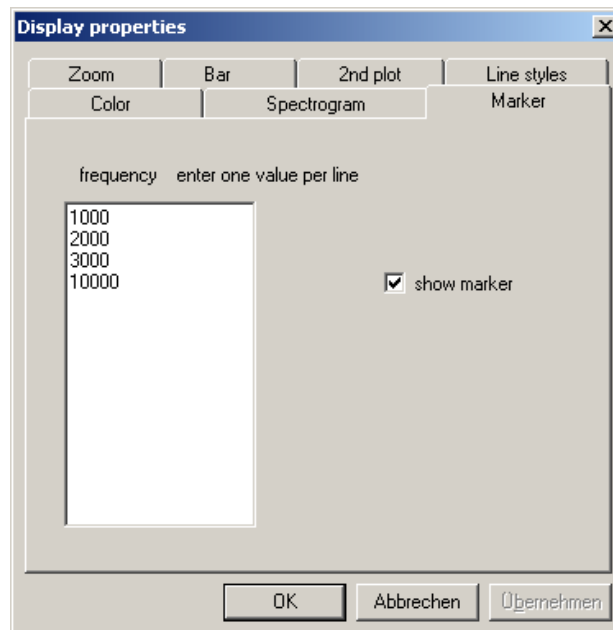 Display properties
Zoom Bar 2nd plot Line styles
Color Spectrogram Marker
frequency enter one value per line
1000
2000
3000
10000
show marker
OK Abbrechen Übernehmen